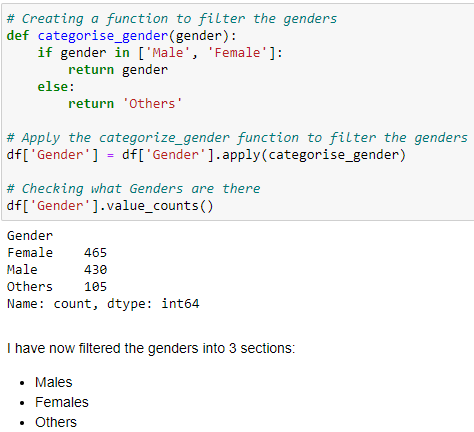 # Creating a function to filter the genders
def categorise_gender(gender):
    if gender in ['Male', 'Female']:
        return gender
    else:
        return 'Others'

# Apply the categorize_gender function to filter the genders
df['Gender'] = df['Gender'].apply(categorise_gender)

# Checking what Genders are there
df['Gender'].value_counts()
Gender
Female    465
Male      430
Others    105
Name: count, dtype: int64
I have now filtered the genders into 3 sections:
• Males
• Females
• Others